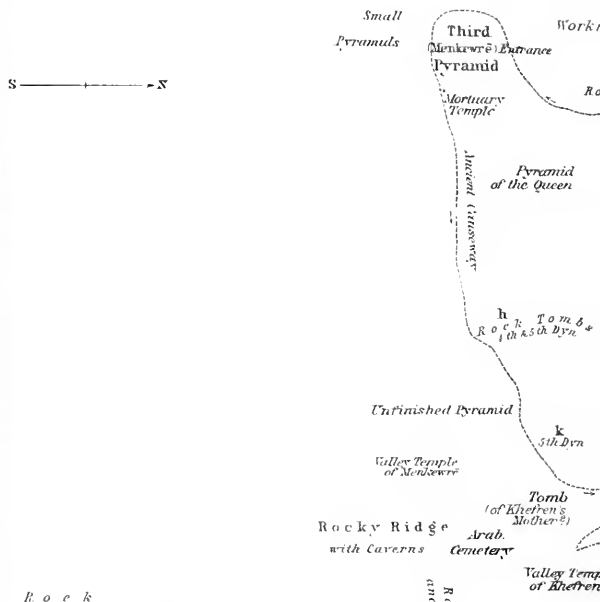 Small
Pyramids
Third
(Menkewrē)
Pyramid
Entrance
S
N
Mortuary
Temple
Ancient Causeway
Pyramid
of the Queen
h
Rock Tombs
4th & 5th Dyn
Unfinished Pyramid
k
5th Dyn
Valley Temple
of Menkewrē
Tomb
(of Khefren's
Mother?)
Rocky Ridge
with Caverns
Arab.
Cemetery
Valley Temp
of Khefren
Rock
and